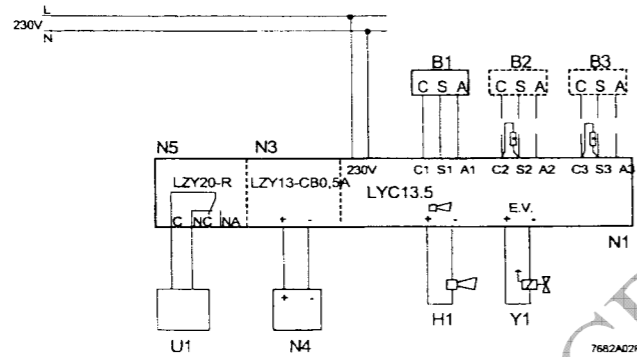 L
230V
N
B1 B2 B3
C S A C S A C S A
N5 N3
230V C1 S1 A1 C2 S2 A2 C3 S3 A3
LZY20-R LZY13-CB0,5A LYC13.5
C NC NA + - + - E.V. + -
N1
+ -
U1 N4 H1 Y1